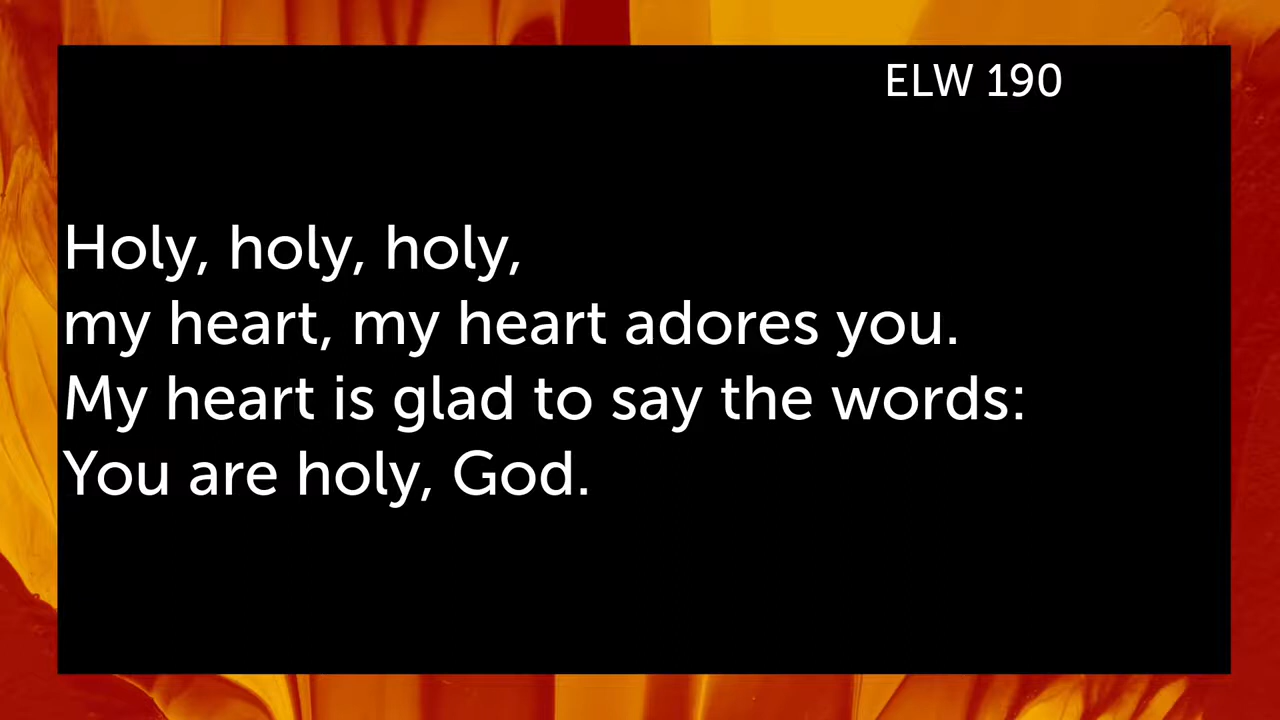 ELW 190
Holy, holy, holy,
my heart, my heart adores you.
My heart is glad to say the words:
You are holy, God.